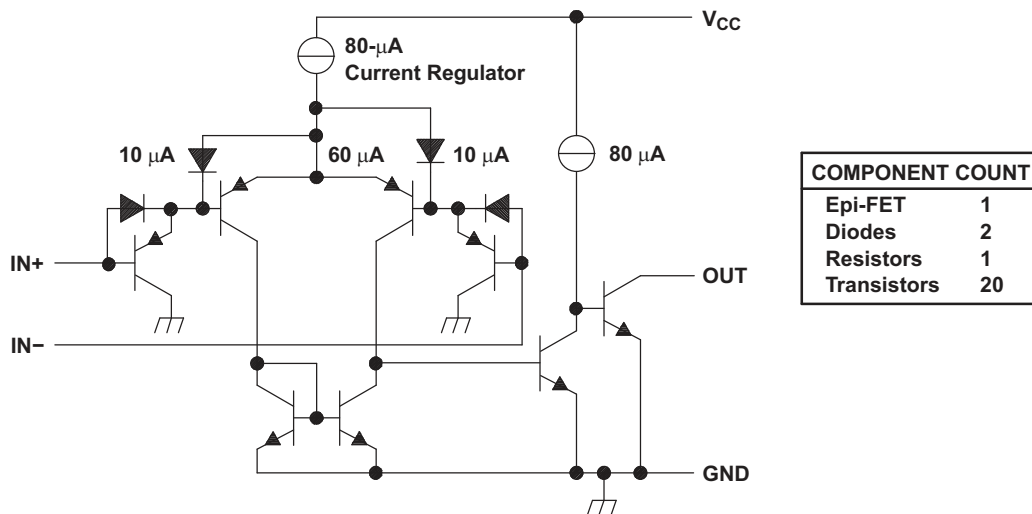 V_CC
80-μA
Current Regulator
10 μA
60 μA
10 μA
80 μA
IN+
OUT
IN−
GND
COMPONENT COUNT
Epi-FET 1
Diodes 2
Resistors 1
Transistors 20